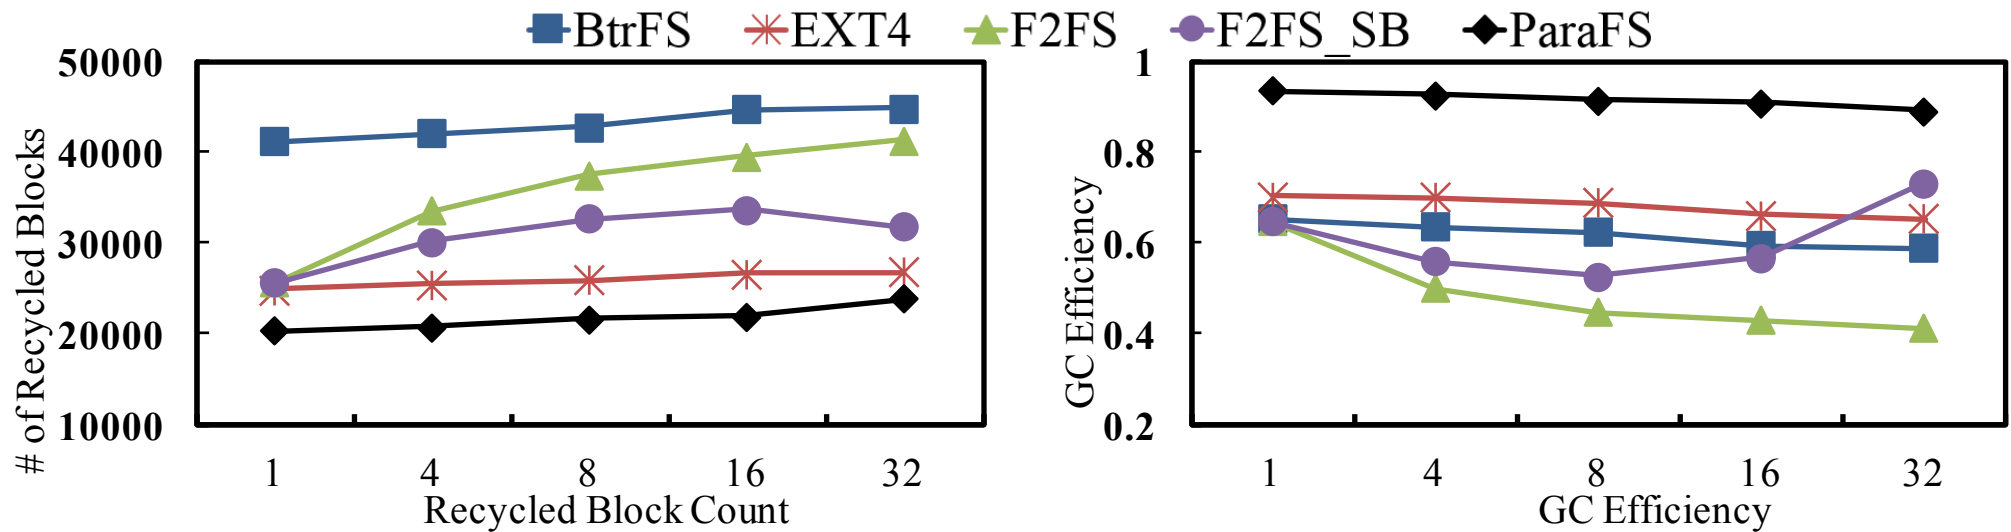 BtrFS EXT4 F2FS F2FS_SB ParaFS
# of Recycled Blocks
50000
40000
30000
20000
10000
1 4 8 16 32
Recycled Block Count
GC Efficiency
1
0.8
0.6
0.4
0.2
1 4 8 16 32
GC Efficiency